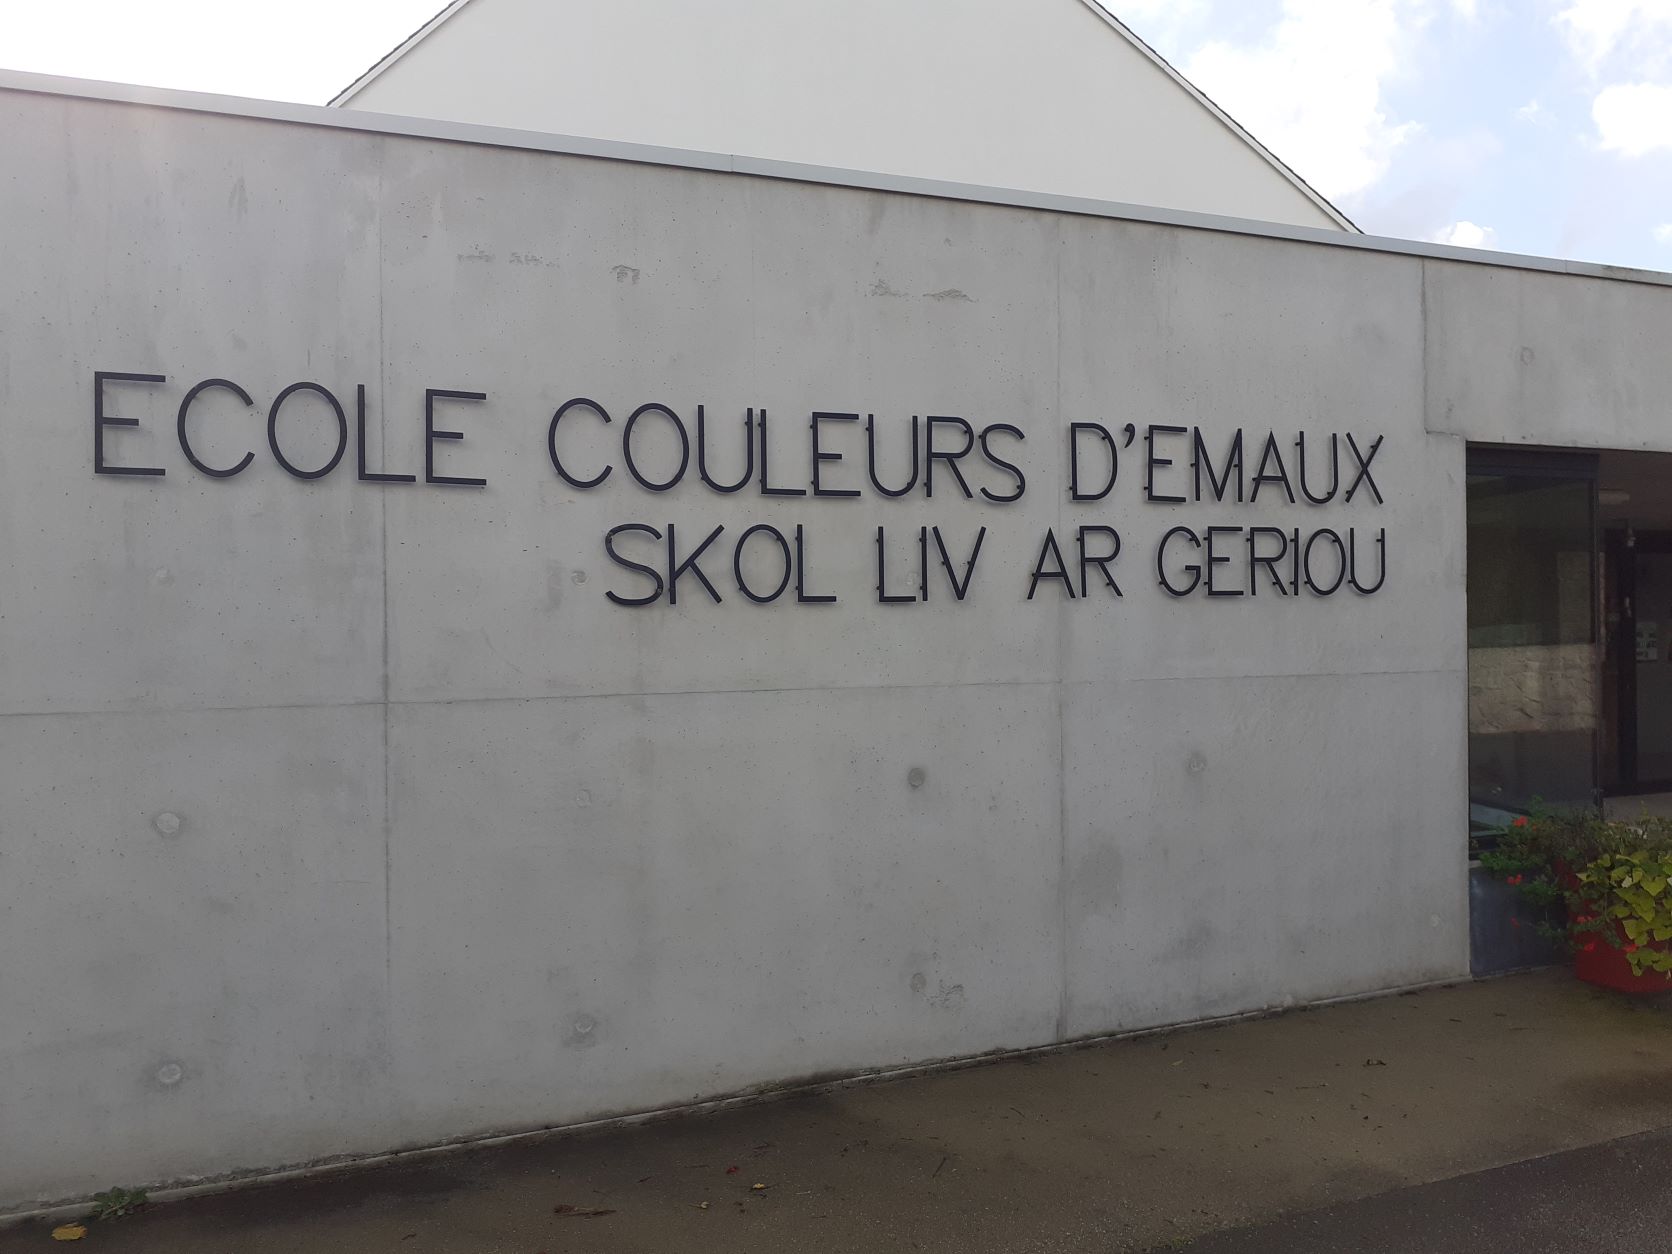 ECOLE COULEURS D'EMAUX
SKOL LIV AR GERIOU